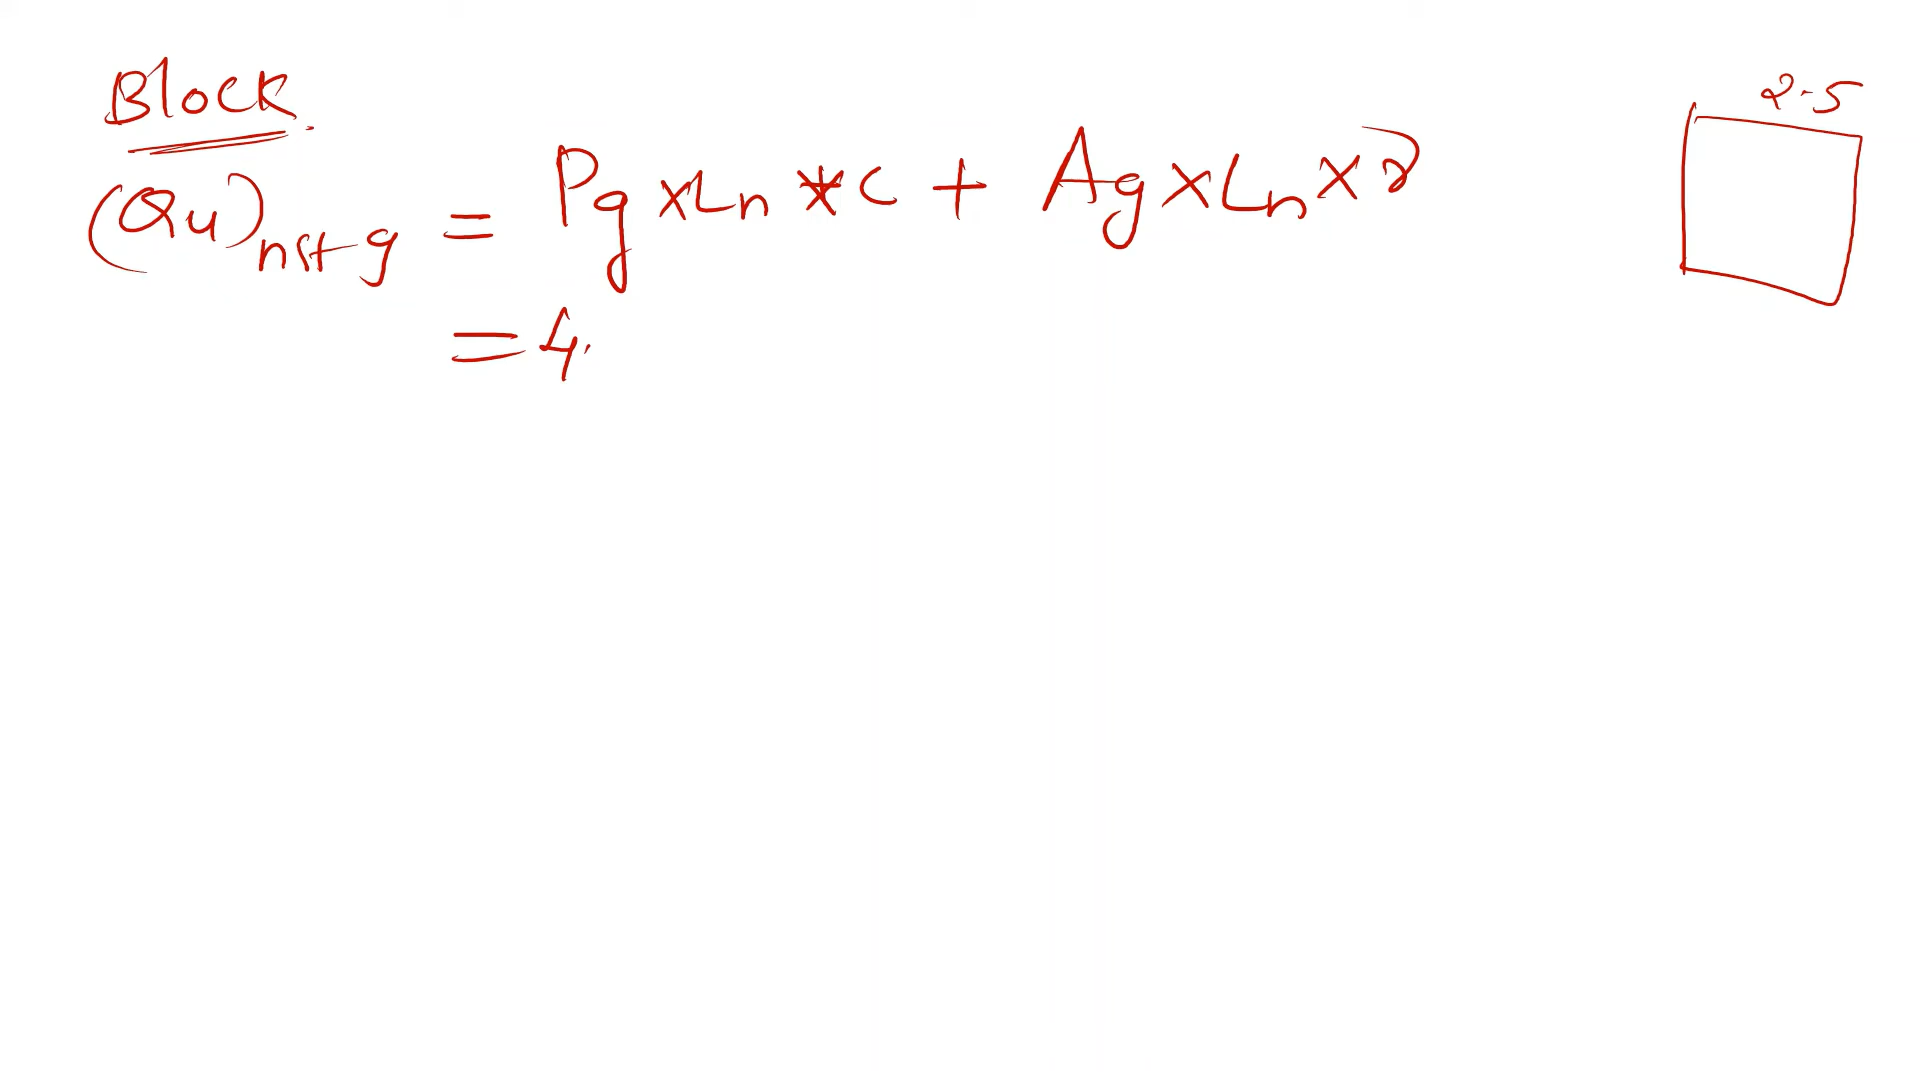 Block.
2.5
(Qu)nst g = Pg x Ln * C + Ag x Ln x γ
= 4.